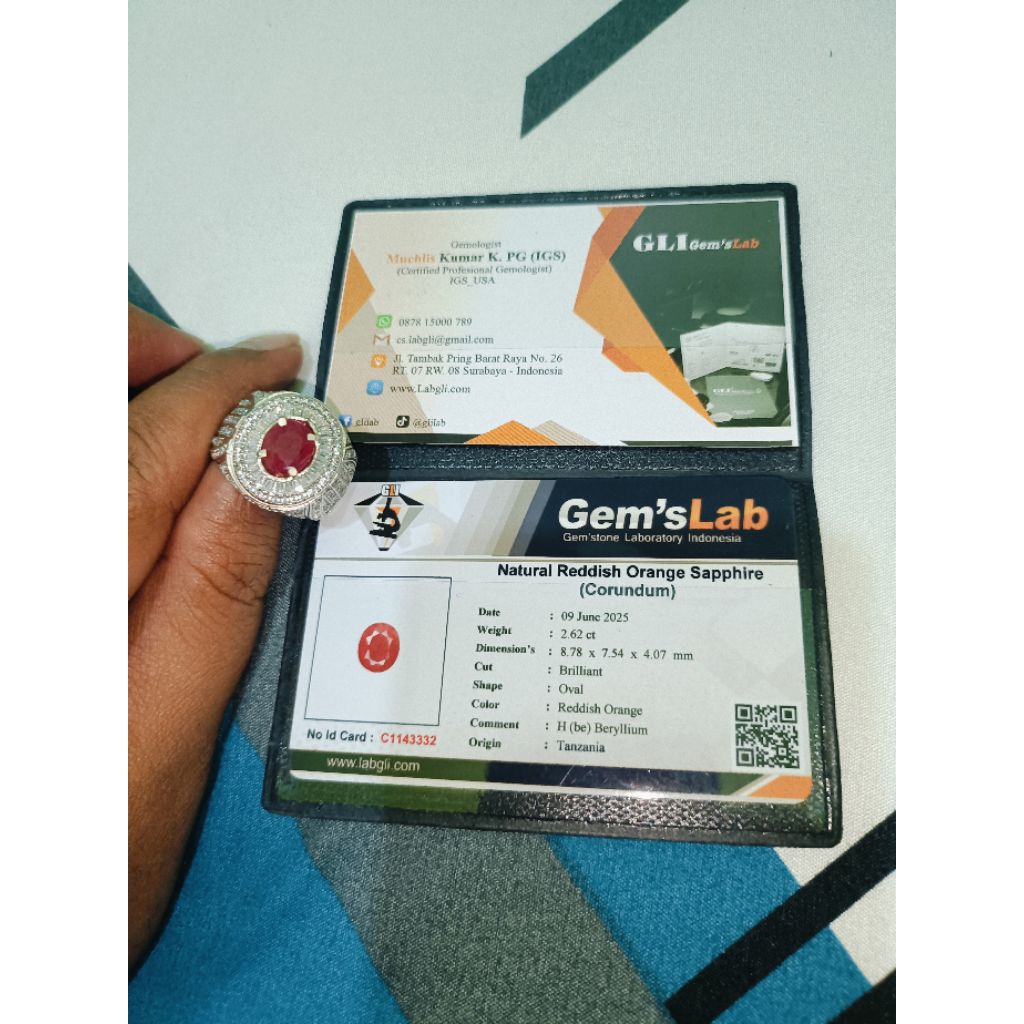 Gemologist
Muchlis Kumar K. PG (IGS)
(Certified Profesional Gemologist)
IGS_USA
GLI Gem'sLab
0878 15000 789
cs.labgli@gmail.com
Jl. Tambak Pring Barat Raya No. 26
RT. 07 RW. 08 Surabaya - Indonesia
www.Labgli.com
@glilab
GLI
Gem'sLab
Gem'stone Laboratory Indonesia
Natural Reddish Orange Sapphire
(Corundum)
Date : 09 June 2025
Weight : 2.62 ct
Dimension's : 8.78 x 7.54 x 4.07 mm
Cut : Brilliant
Shape : Oval
Color : Reddish Orange
Comment : H (be) Beryllium
Origin : Tanzania
No Id Card : C1143332
www.labgli.com